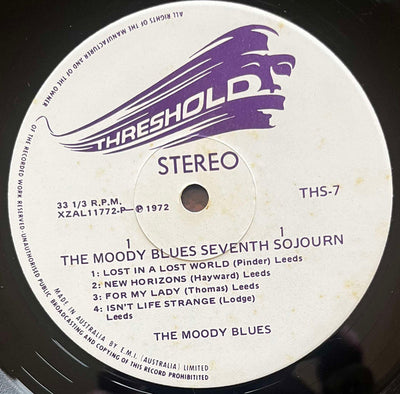 ALL RIGHTS OF THE MANUFACTURER AND OF THE OWNER
OF THE RECORDED WORK RESERVED-UNAUTHORISED PUBLIC
BROADCASTING AND COPYING OF THIS RECORD PROHIBITITED
THRESHOLD
STEREO
33 1/3 R.P.M.
XZAL11772-P—Ⓟ 1972
THS-7
1 1
THE MOODY BLUES SEVENTH SOJOURN
1: LOST IN A LOST WORLD (Pinder) Leeds
2: NEW HORIZONS (Hayward) Leeds
3: FOR MY LADY (Thomas) Leeds
4: ISN'T LIFE STRANGE (Lodge)
Leeds
THE MOODY BLUES
MADE IN AUSTRALIA BY E.M.I. (AUSTRALIA) LIMITED